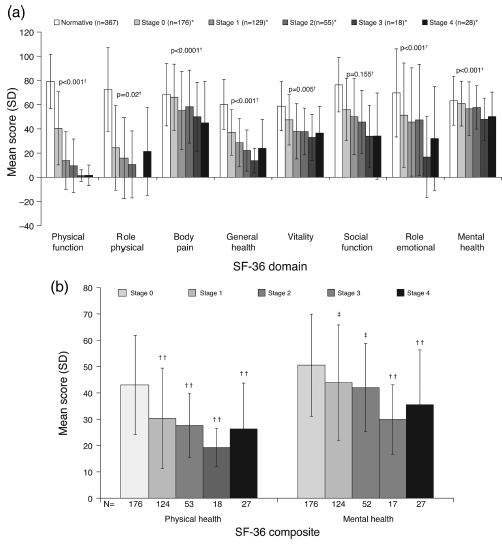 (a)
Normative (n=367) Stage 0 (n=176)* Stage 1 (n=129)* Stage 2(n=55)* Stage 3 (n=18)* Stage 4 (n=28)*
120
100
80
60
40
20
0
−20
−40
Mean score (SD)
p<0.001†
p=0.02†
p<0.0001†
p<0.001†
p=0.005†
p=0.155†
p<0.001†
p<0.001†
Physical function
Role physical
Body pain
General health
Vitality
Social function
Role emotional
Mental health
SF-36 domain
(b)
Stage 0 Stage 1 Stage 2 Stage 3 Stage 4
80
70
60
50
40
30
20
10
0
Mean score (SD)
†† †† †† ††
‡ ‡ †† ††
N= 176 124 53 18 27 176 124 52 17 27
Physical health Mental health
SF-36 composite